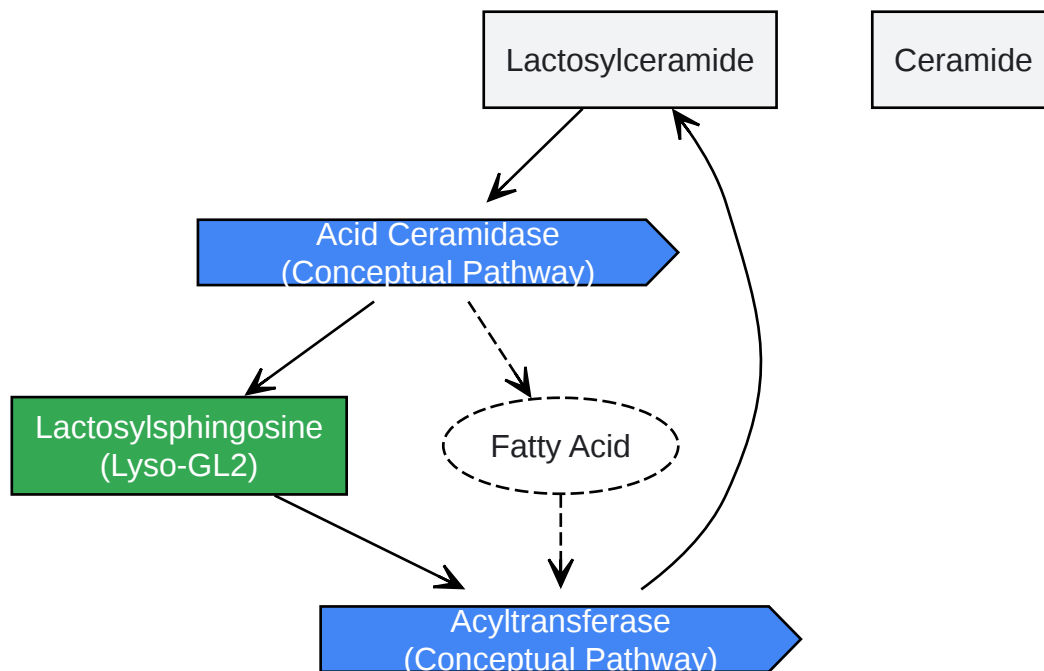 Lactosylceramide
Ceramide
Acid Ceramidase
(Conceptual Pathway)
Lactosylsphingosine
(Lyso-GL2)
Fatty Acid
Acyltransferase
(Conceptual Pathway)